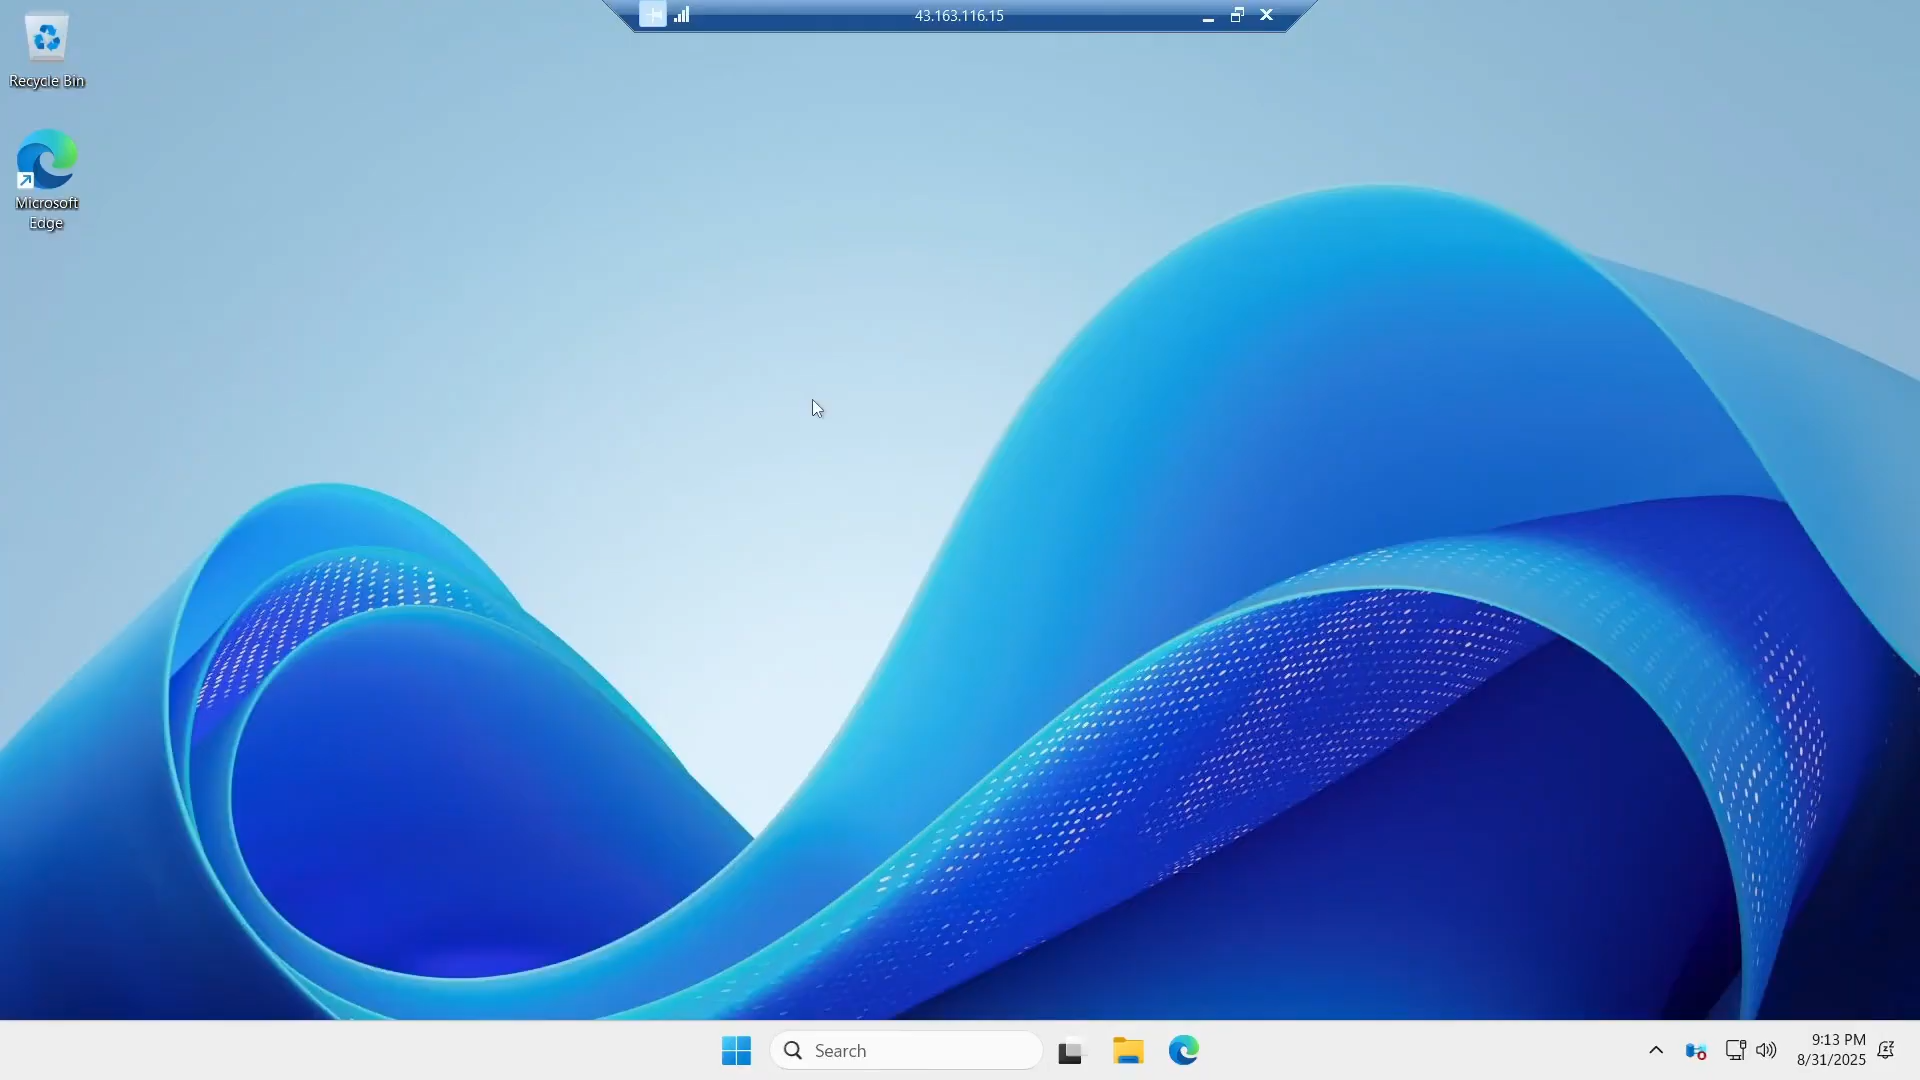 43.163.116.15
Recycle Bin
Microsoft
Edge
Search
9:13 PM
8/31/2025